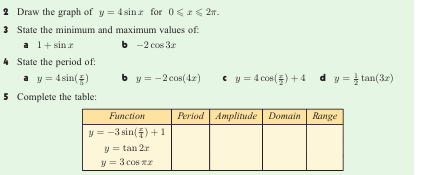 2 Draw the graph of y = 4 sin x for 0 ⩽ x ⩽ 2π.
3 State the minimum and maximum values of:
a 1 + sin x b −2 cos 3x
4 State the period of:
a y = 4 sin(x/5) b y = −2 cos(4x) c y = 4 cos(x/2) + 4 d y = 1/2 tan(3x)
5 Complete the table:
Function Period Amplitude Domain Range
y = −3 sin(x/4) + 1
y = tan 2x
y = 3 cos πx